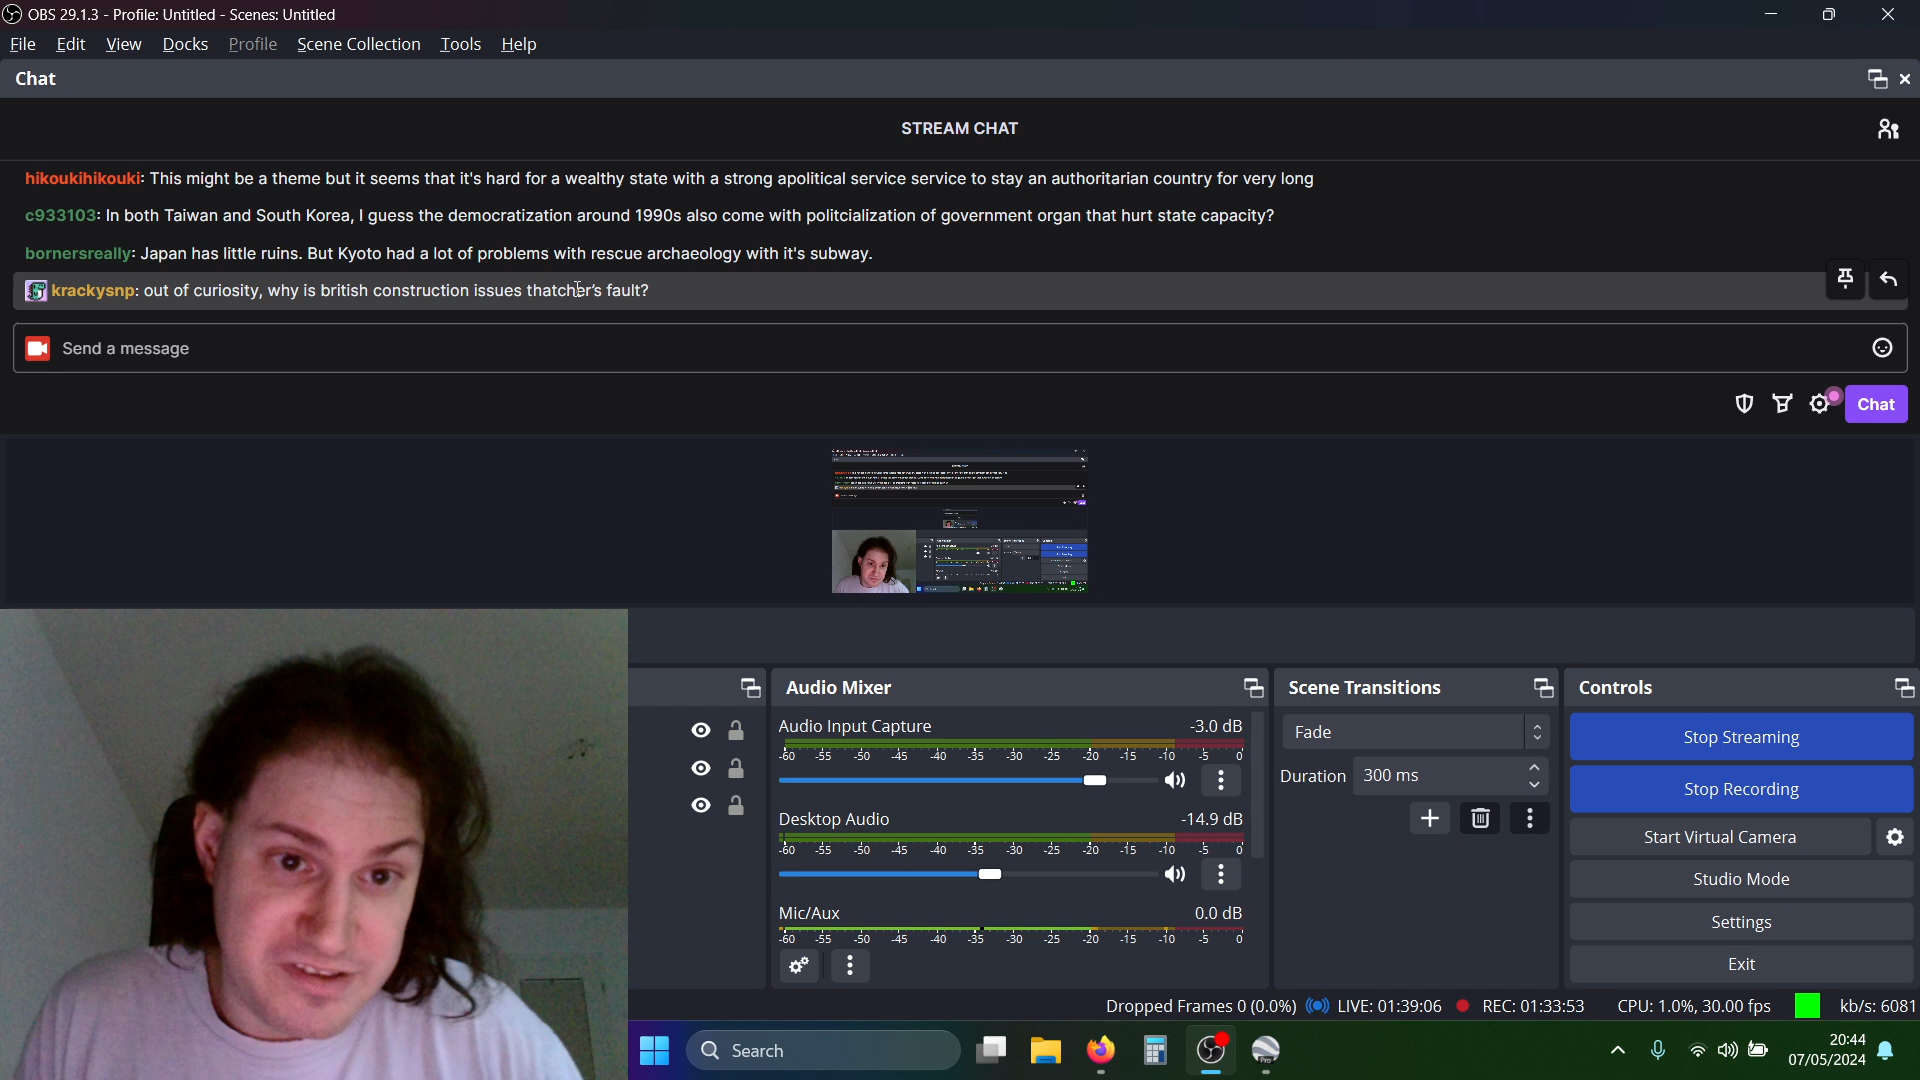 OBS 29.1.3 - Profile: Untitled - Scenes: Untitled
File Edit View Docks Profile Scene Collection Tools Help
Chat
STREAM CHAT
hikoukihikouki: This might be a theme but it seems that it's hard for a wealthy state with a strong apolitical service service to stay an authoritarian country for very long
c933103: In both Taiwan and South Korea, I guess the democratization around 1990s also come with politcialization of government organ that hurt state capacity?
bornersreally: Japan has little ruins. But Kyoto had a lot of problems with rescue archaeology with it's subway.
krackysnp: out of curiosity, why is british construction issues thatcher's fault?
Send a message
Chat
Audio Mixer
Scene Transitions
Controls
Audio Input Capture -3.0 dB
-60 -55 -50 -45 -40 -35 -30 -25 -20 -15 -10 -5 0
Desktop Audio -14.9 dB
-60 -55 -50 -45 -40 -35 -30 -25 -20 -15 -10 -5 0
Mic/Aux 0.0 dB
-60 -55 -50 -45 -40 -35 -30 -25 -20 -15 -10 -5 0
Fade
Duration 300 ms
Stop Streaming
Stop Recording
Start Virtual Camera
Studio Mode
Settings
Exit
Dropped Frames 0 (0.0%) LIVE: 01:39:06 REC: 01:33:53 CPU: 1.0%, 30.00 fps kb/s: 6081
Search
20:44
07/05/2024